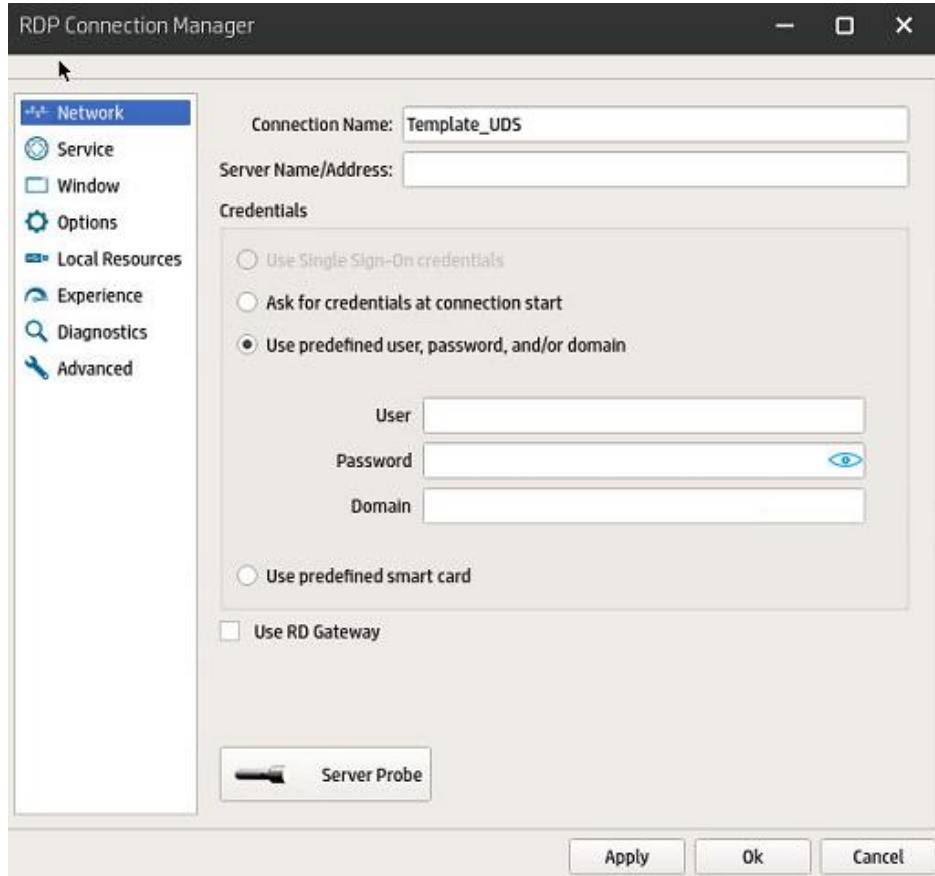 RDP Connection Manager
Network
Service
Window
Options
Local Resources
Experience
Diagnostics
Advanced
Connection Name: Template_UDS
Server Name/Address:
Credentials
Use Single Sign-On credentials
Ask for credentials at connection start
Use predefined user, password, and/or domain
User
Password
Domain
Use predefined smart card
Use RD Gateway
Server Probe
Apply Ok Cancel